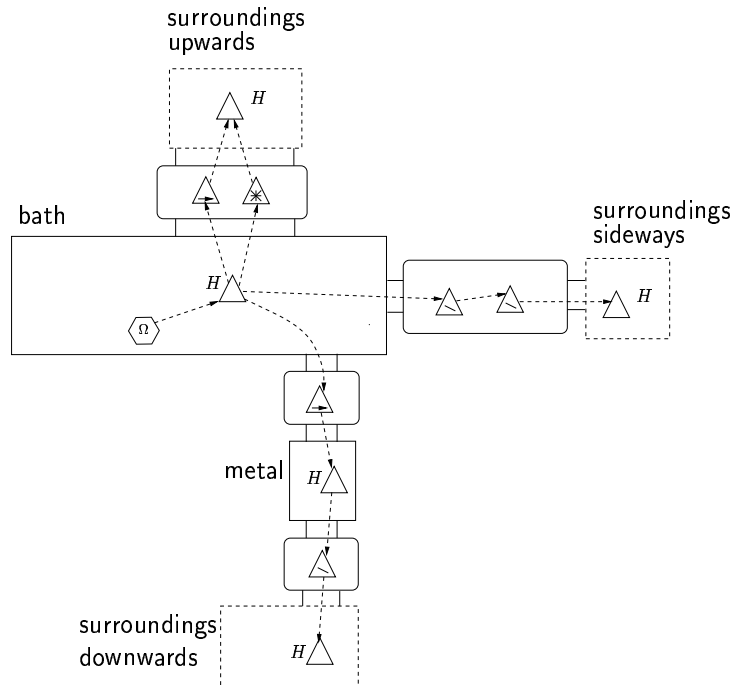 surroundings
upwards
H
bath
surroundings
sideways
H
H
Ω
metal
H
surroundings
downwards
H